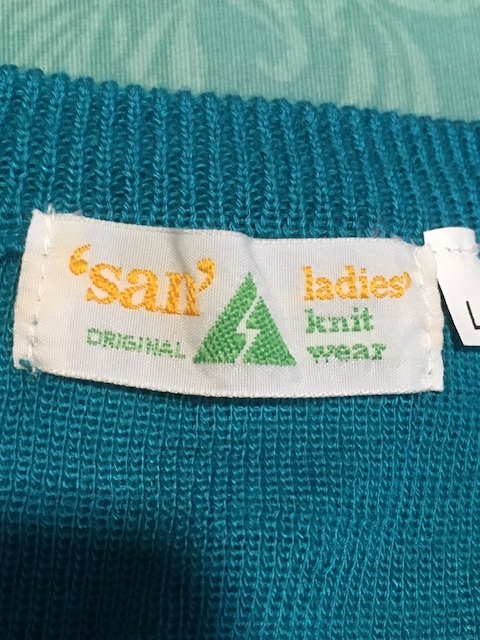 ‘san’
ORIGINAL
ladies’
knit
wear
L